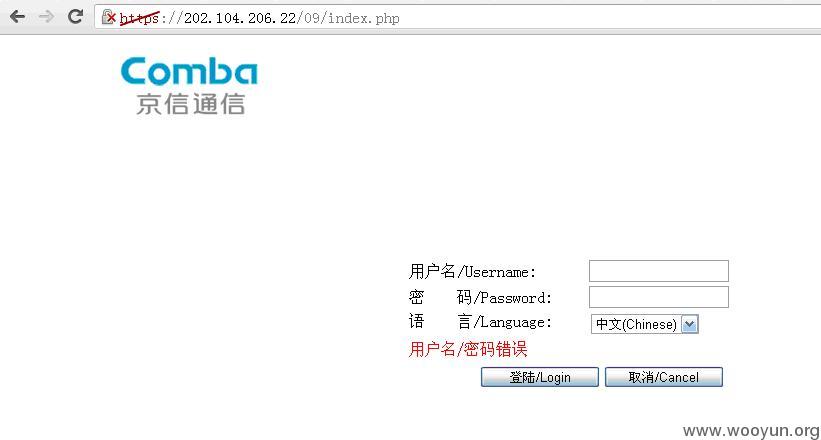 https://202.104.206.22/09/index.php
Comba
京信通信
用户名/Username:
密 码/Password:
语 言/Language: 中文(Chinese)
用户名/密码错误
登陆/Login 取消/Cancel
www.wooyun.org